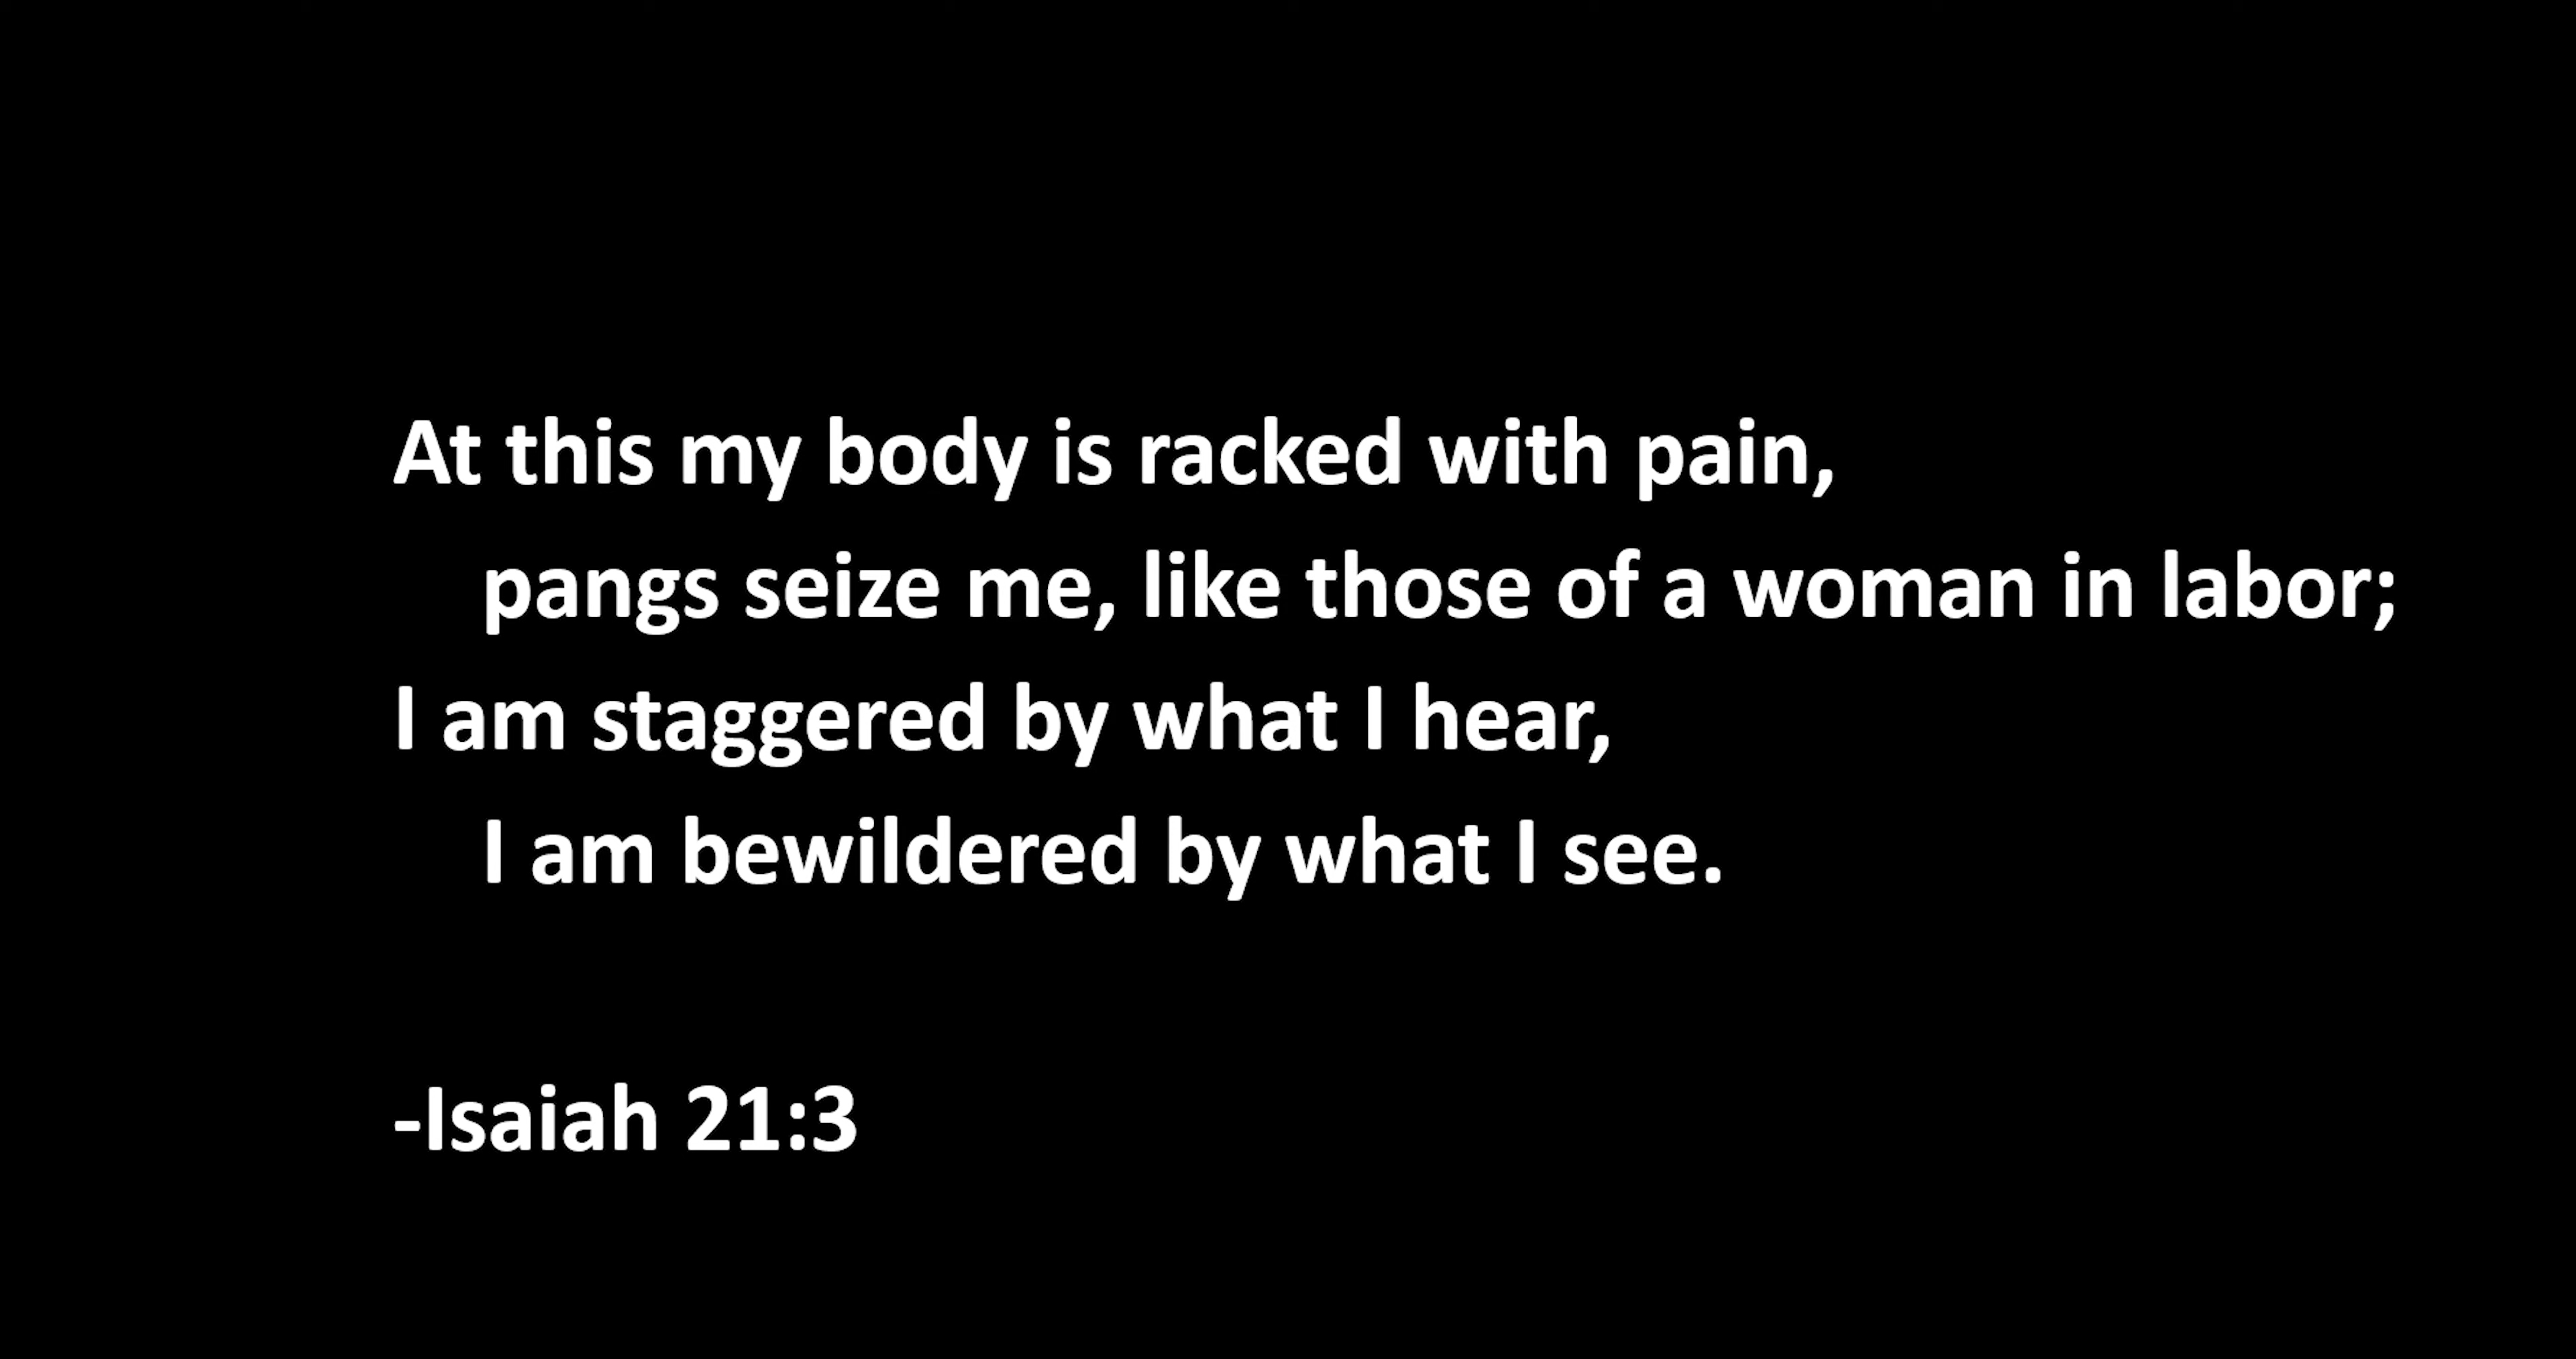 At this my body is racked with pain,
pangs seize me, like those of a woman in labor;
I am staggered by what I hear,
I am bewildered by what I see.
-Isaiah 21:3